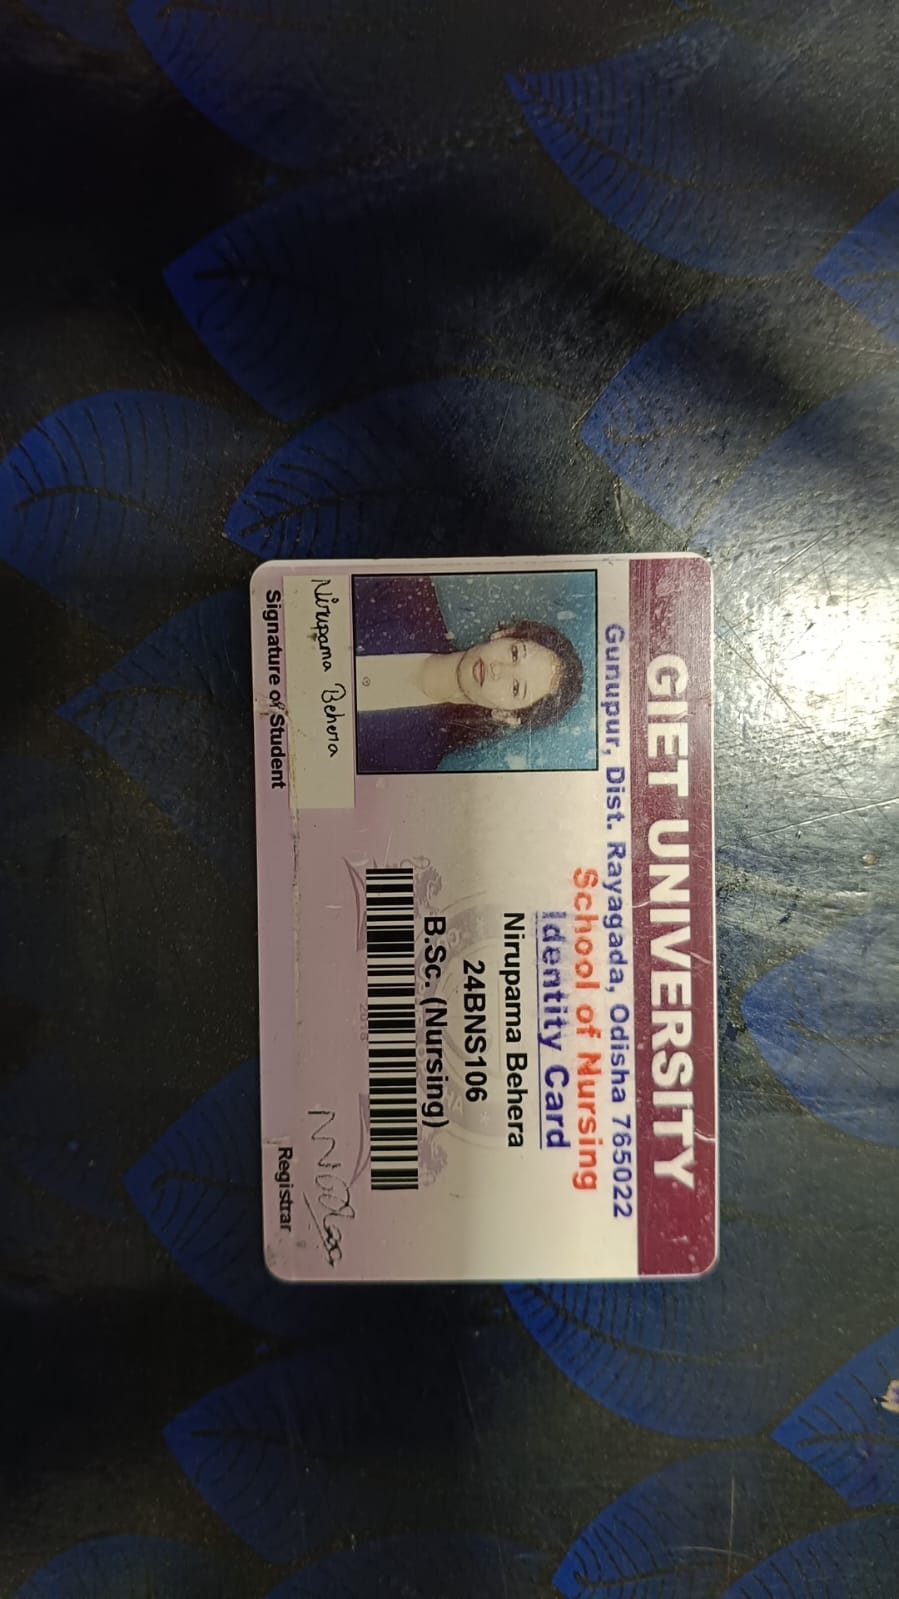 GIET UNIVERSITY
Gunupur, Dist. Rayagada, Odisha 765022
School of Nursing
Identity Card
Nirupama Behera
24BNS106
B.Sc. (Nursing)
2018
Nirupama Behera
Signature of Student
Registrar